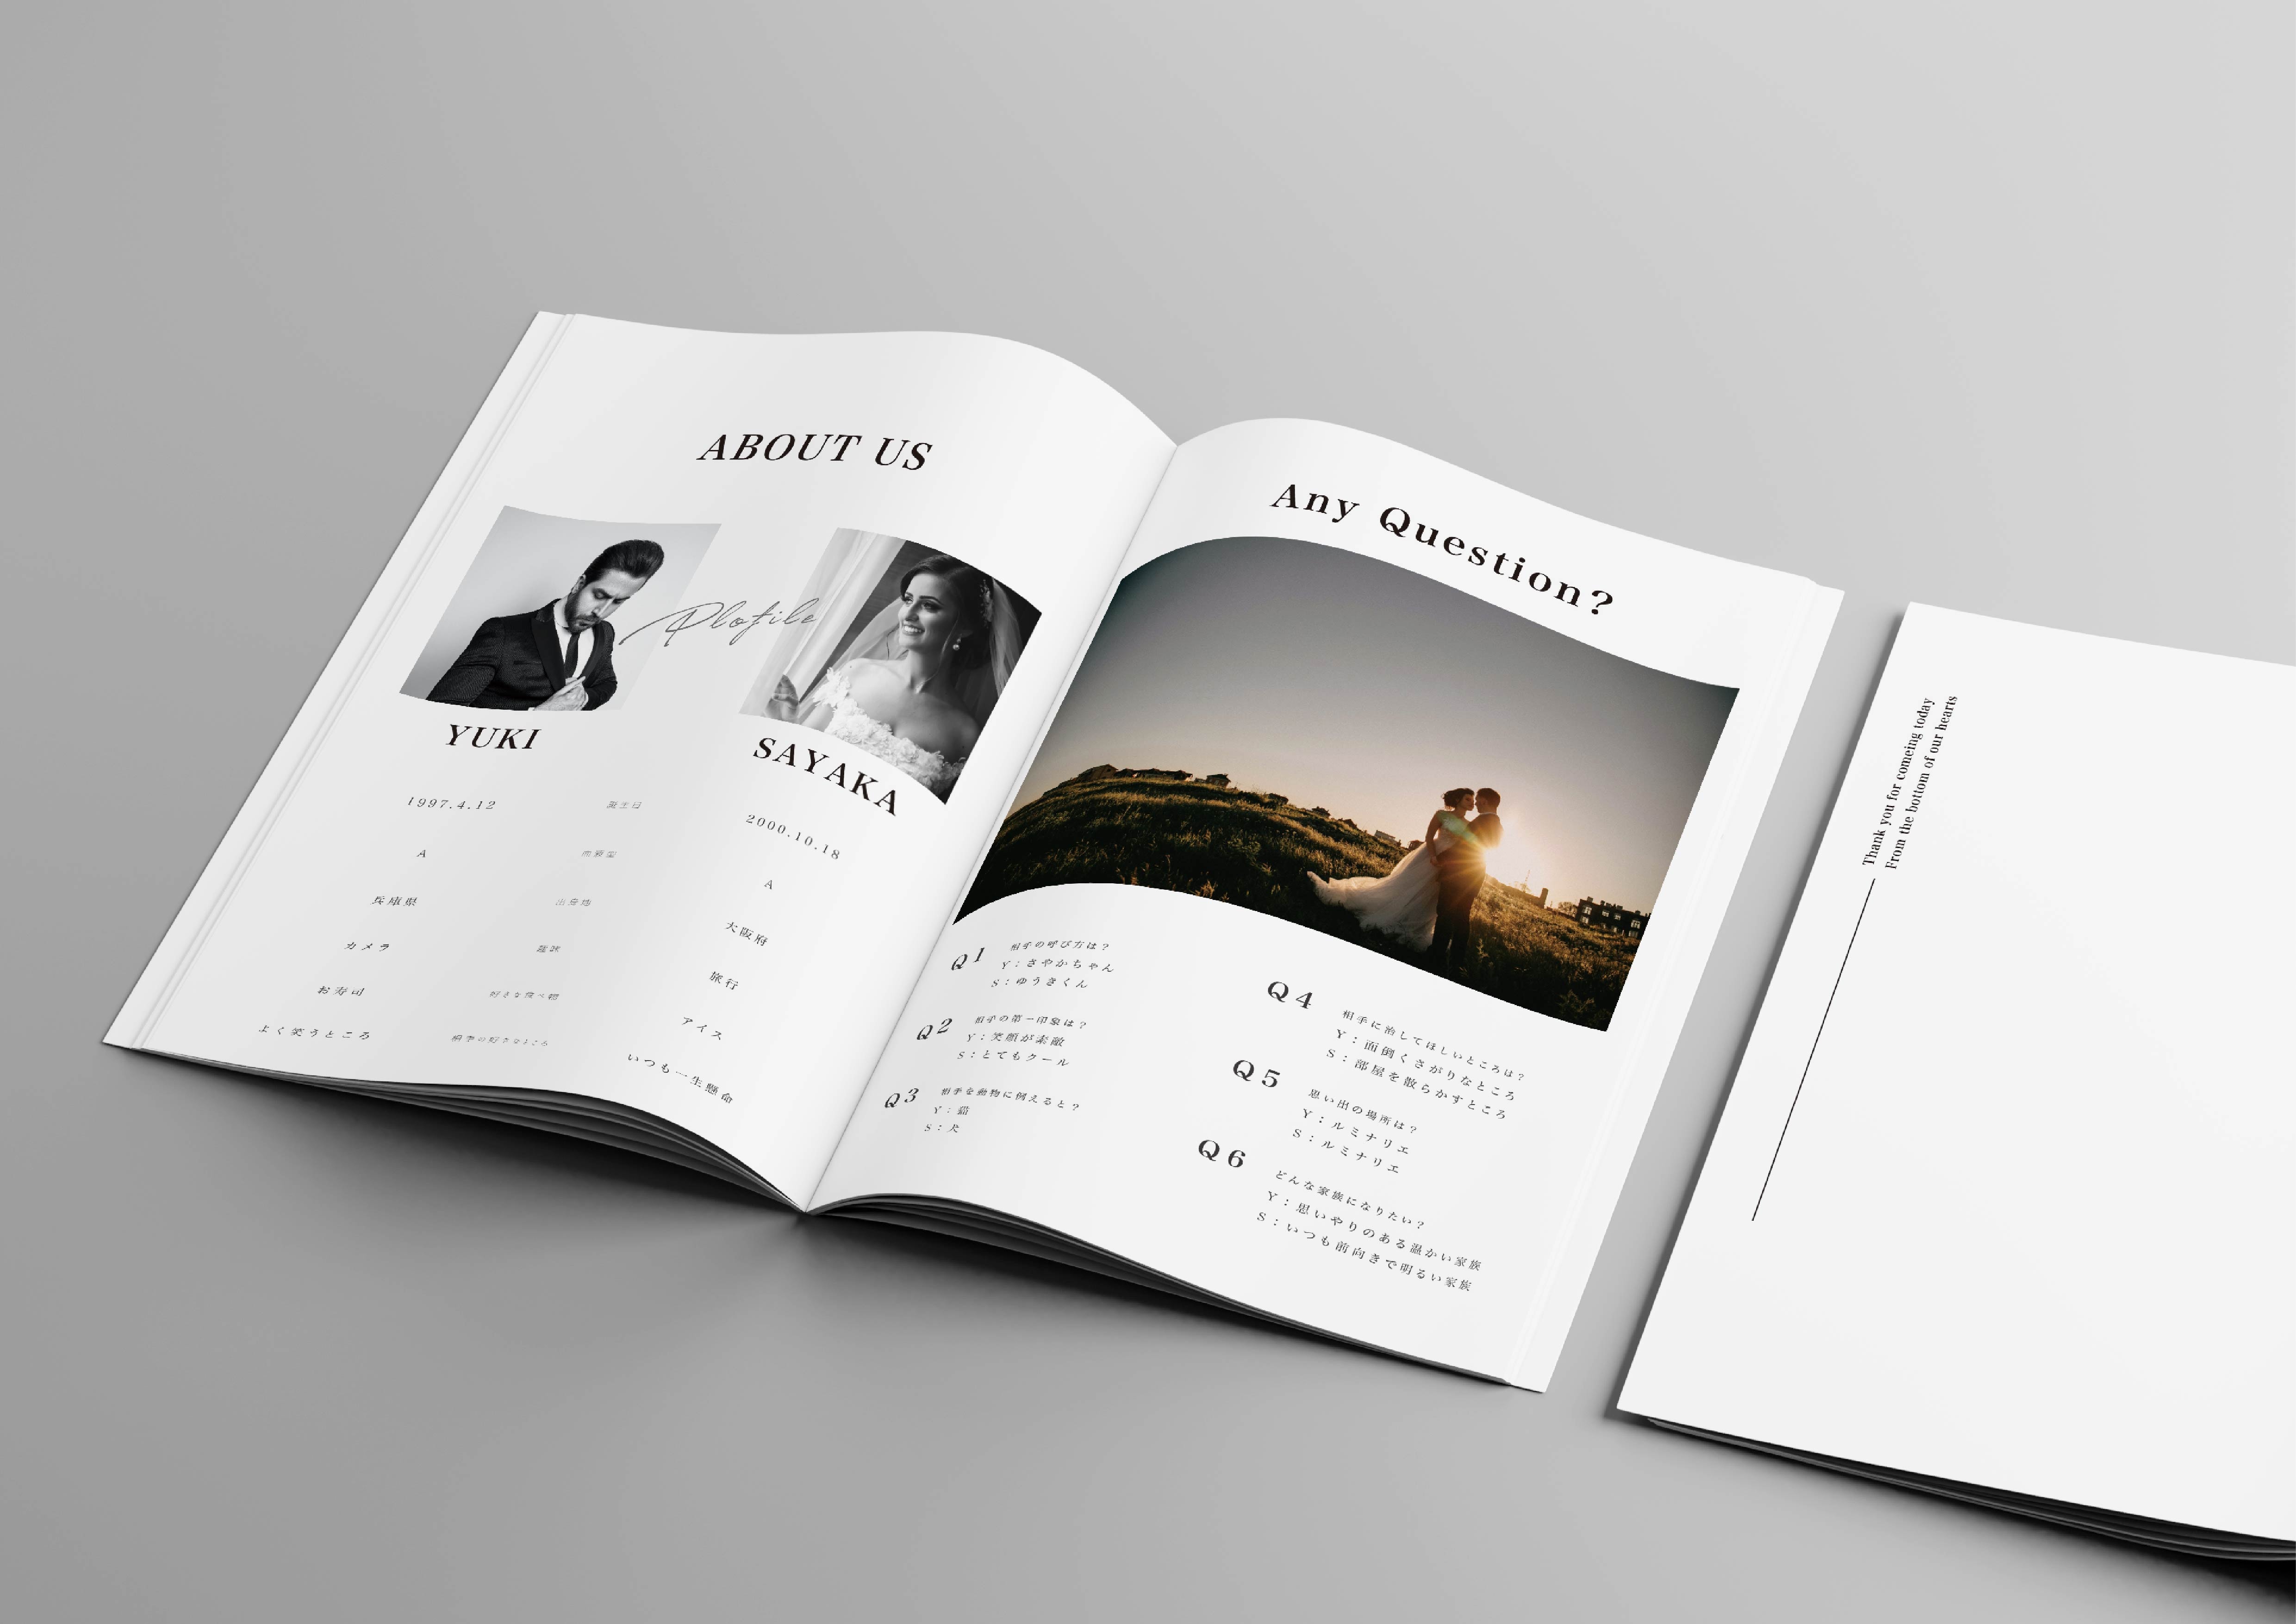 ABOUT US
Plofile
YUKI
SAYAKA
1997.4.12 誕生日 2000.10.18
A 血液型 A
兵庫県 出身地 大阪府
カメラ 趣味 旅行
お寿司 好きな食べ物 アイス
よく笑うところ 相手の好きなところ いつも一生懸命
Any Question?
Q1 相手の呼び方は？
Y：さやかちゃん
S：ゆうきくん
Q2 相手の第一印象は？
Y：笑顔が素敵
S：とてもクール
Q3 相手を動物に例えると？
Y：猫
S：犬
Q4 相手に治してほしいところは？
Y：面倒くさがりなところ
S：部屋を散らかすところ
Q5 思い出の場所は？
Y：ルミナリエ
S：ルミナリエ
Q6 どんな家族になりたい？
Y：思いやりのある温かい家族
S：いつも前向きで明るい家族
Thank you for comeing today
From the bottom of our hearts